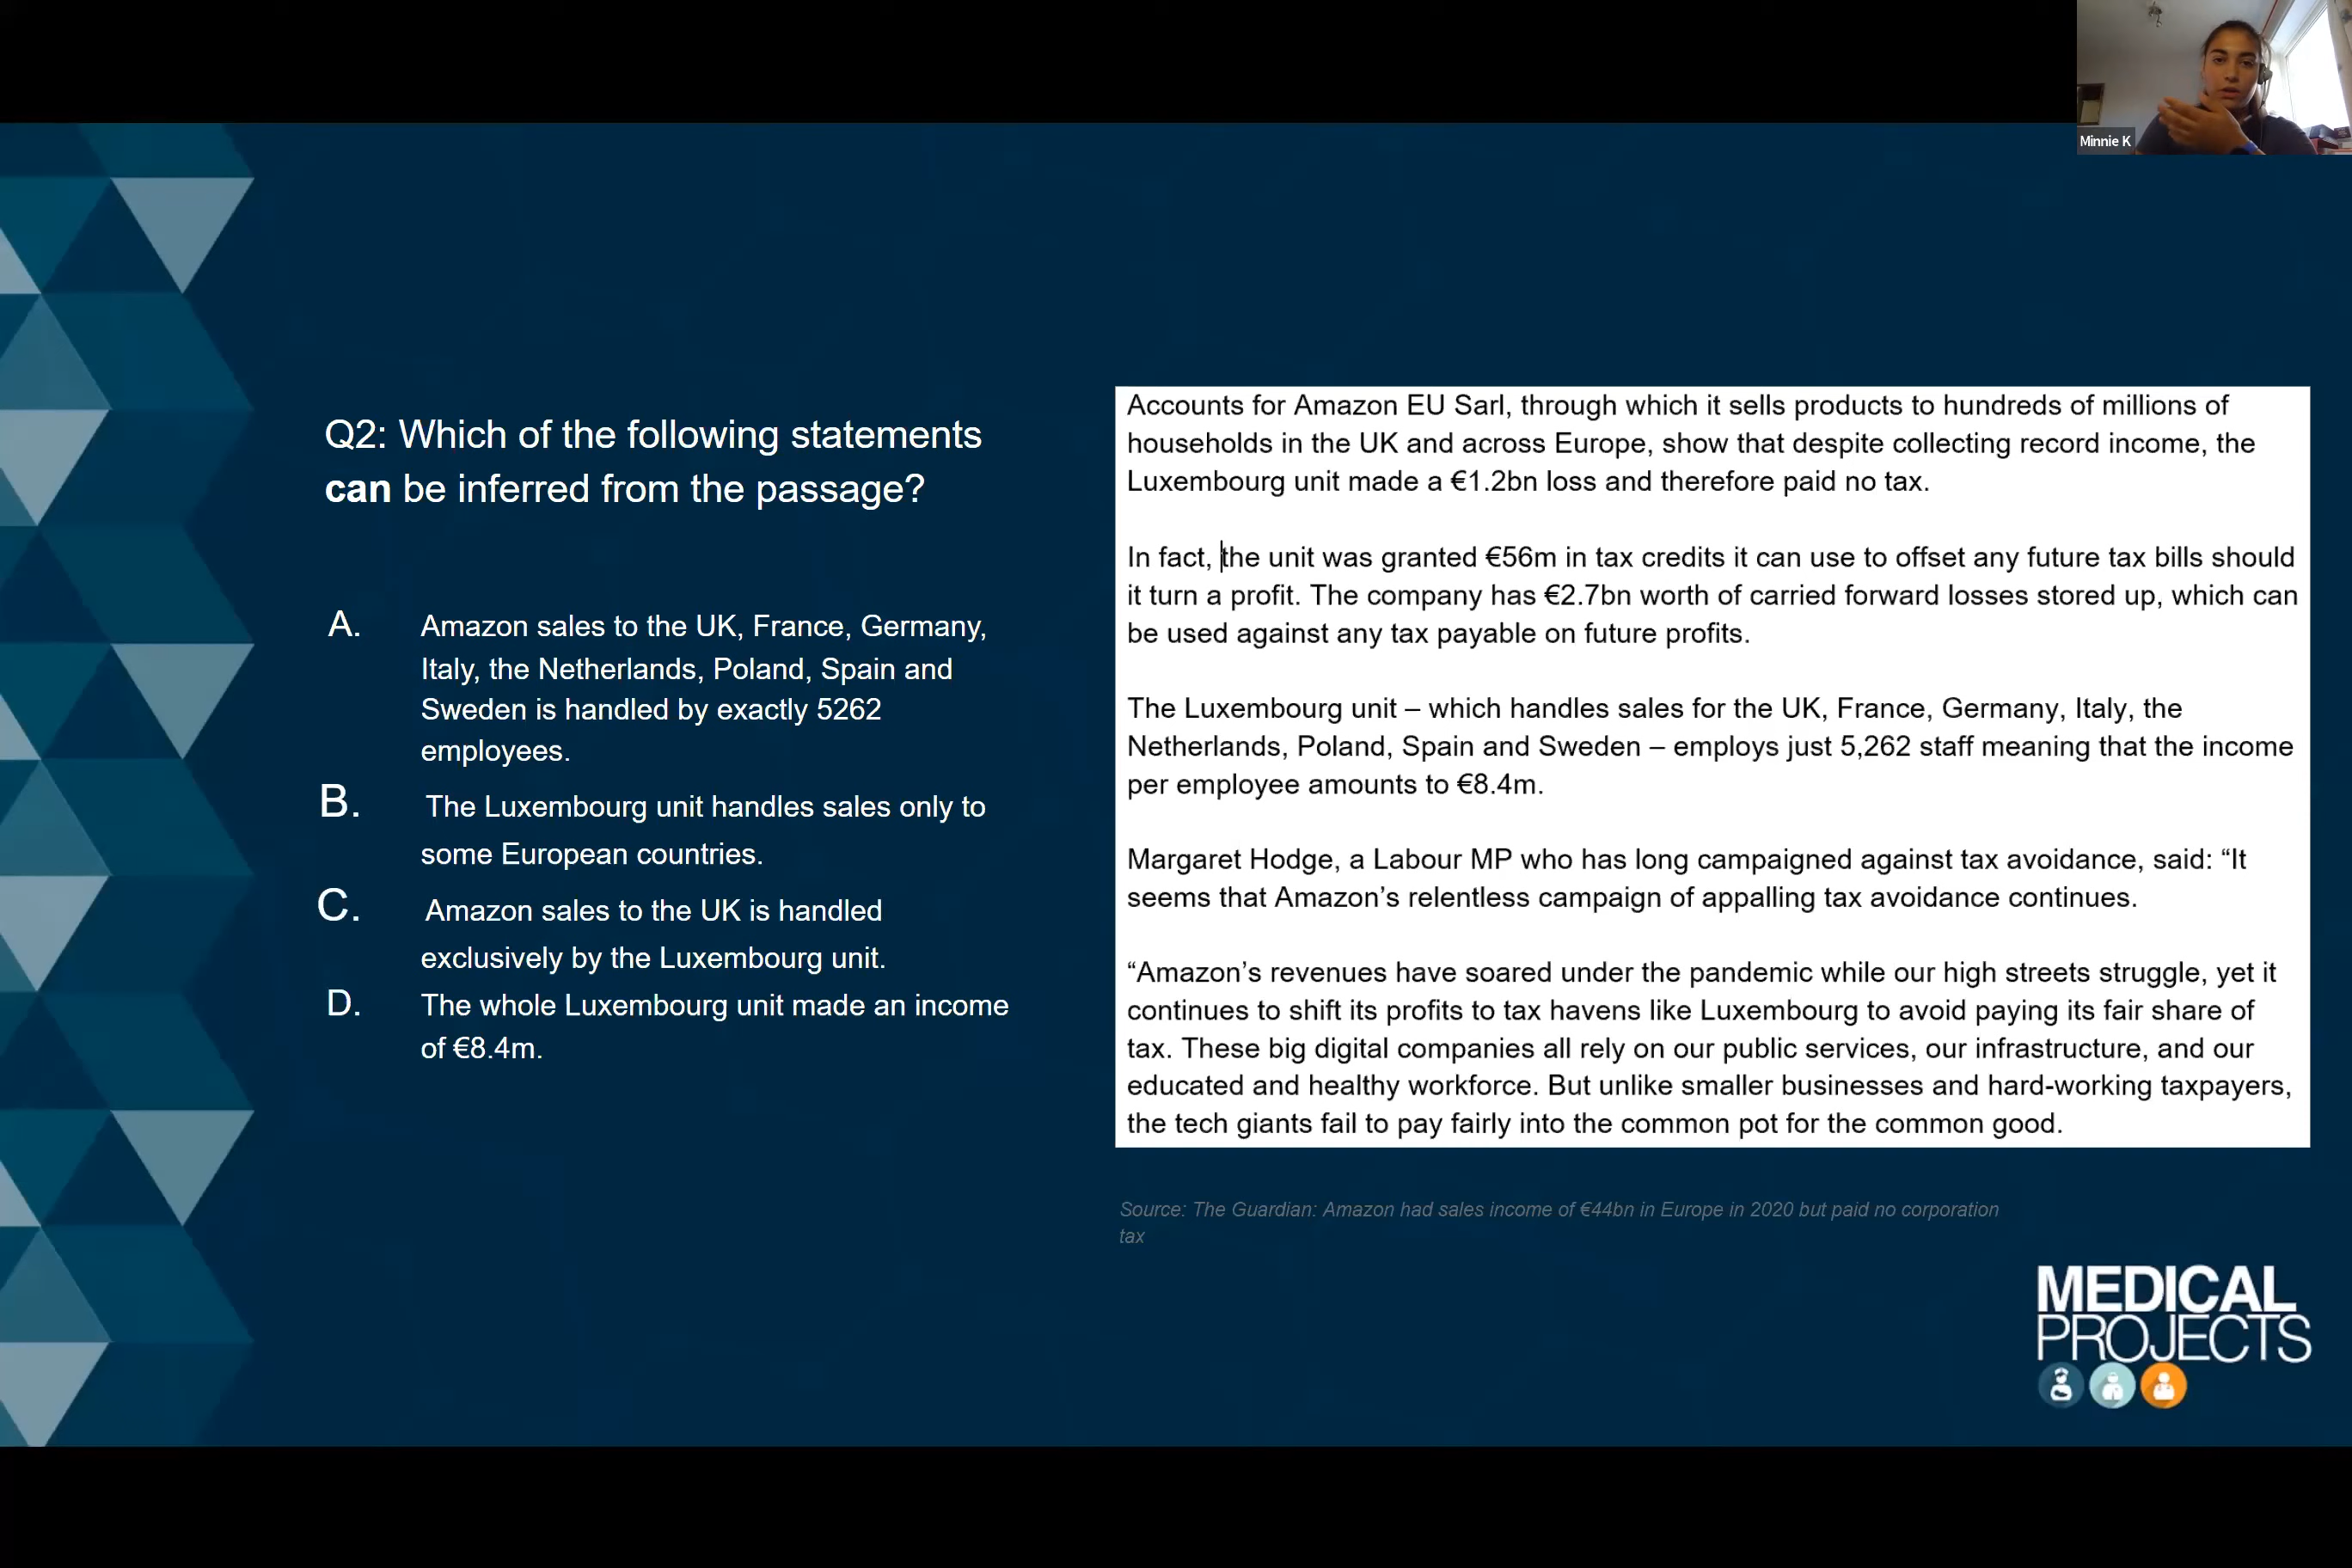 Minnie K
Q2: Which of the following statements
can be inferred from the passage?
A. Amazon sales to the UK, France, Germany,
Italy, the Netherlands, Poland, Spain and
Sweden is handled by exactly 5262
employees.
B. The Luxembourg unit handles sales only to
some European countries.
C. Amazon sales to the UK is handled
exclusively by the Luxembourg unit.
D. The whole Luxembourg unit made an income
of €8.4m.
Accounts for Amazon EU Sarl, through which it sells products to hundreds of millions of
households in the UK and across Europe, show that despite collecting record income, the
Luxembourg unit made a €1.2bn loss and therefore paid no tax.
In fact, the unit was granted €56m in tax credits it can use to offset any future tax bills should
it turn a profit. The company has €2.7bn worth of carried forward losses stored up, which can
be used against any tax payable on future profits.
The Luxembourg unit – which handles sales for the UK, France, Germany, Italy, the
Netherlands, Poland, Spain and Sweden – employs just 5,262 staff meaning that the income
per employee amounts to €8.4m.
Margaret Hodge, a Labour MP who has long campaigned against tax avoidance, said: “It
seems that Amazon’s relentless campaign of appalling tax avoidance continues.
“Amazon’s revenues have soared under the pandemic while our high streets struggle, yet it
continues to shift its profits to tax havens like Luxembourg to avoid paying its fair share of
tax. These big digital companies all rely on our public services, our infrastructure, and our
educated and healthy workforce. But unlike smaller businesses and hard-working taxpayers,
the tech giants fail to pay fairly into the common pot for the common good.
Source: The Guardian: Amazon had sales income of €44bn in Europe in 2020 but paid no corporation
tax
MEDICAL
PROJECTS